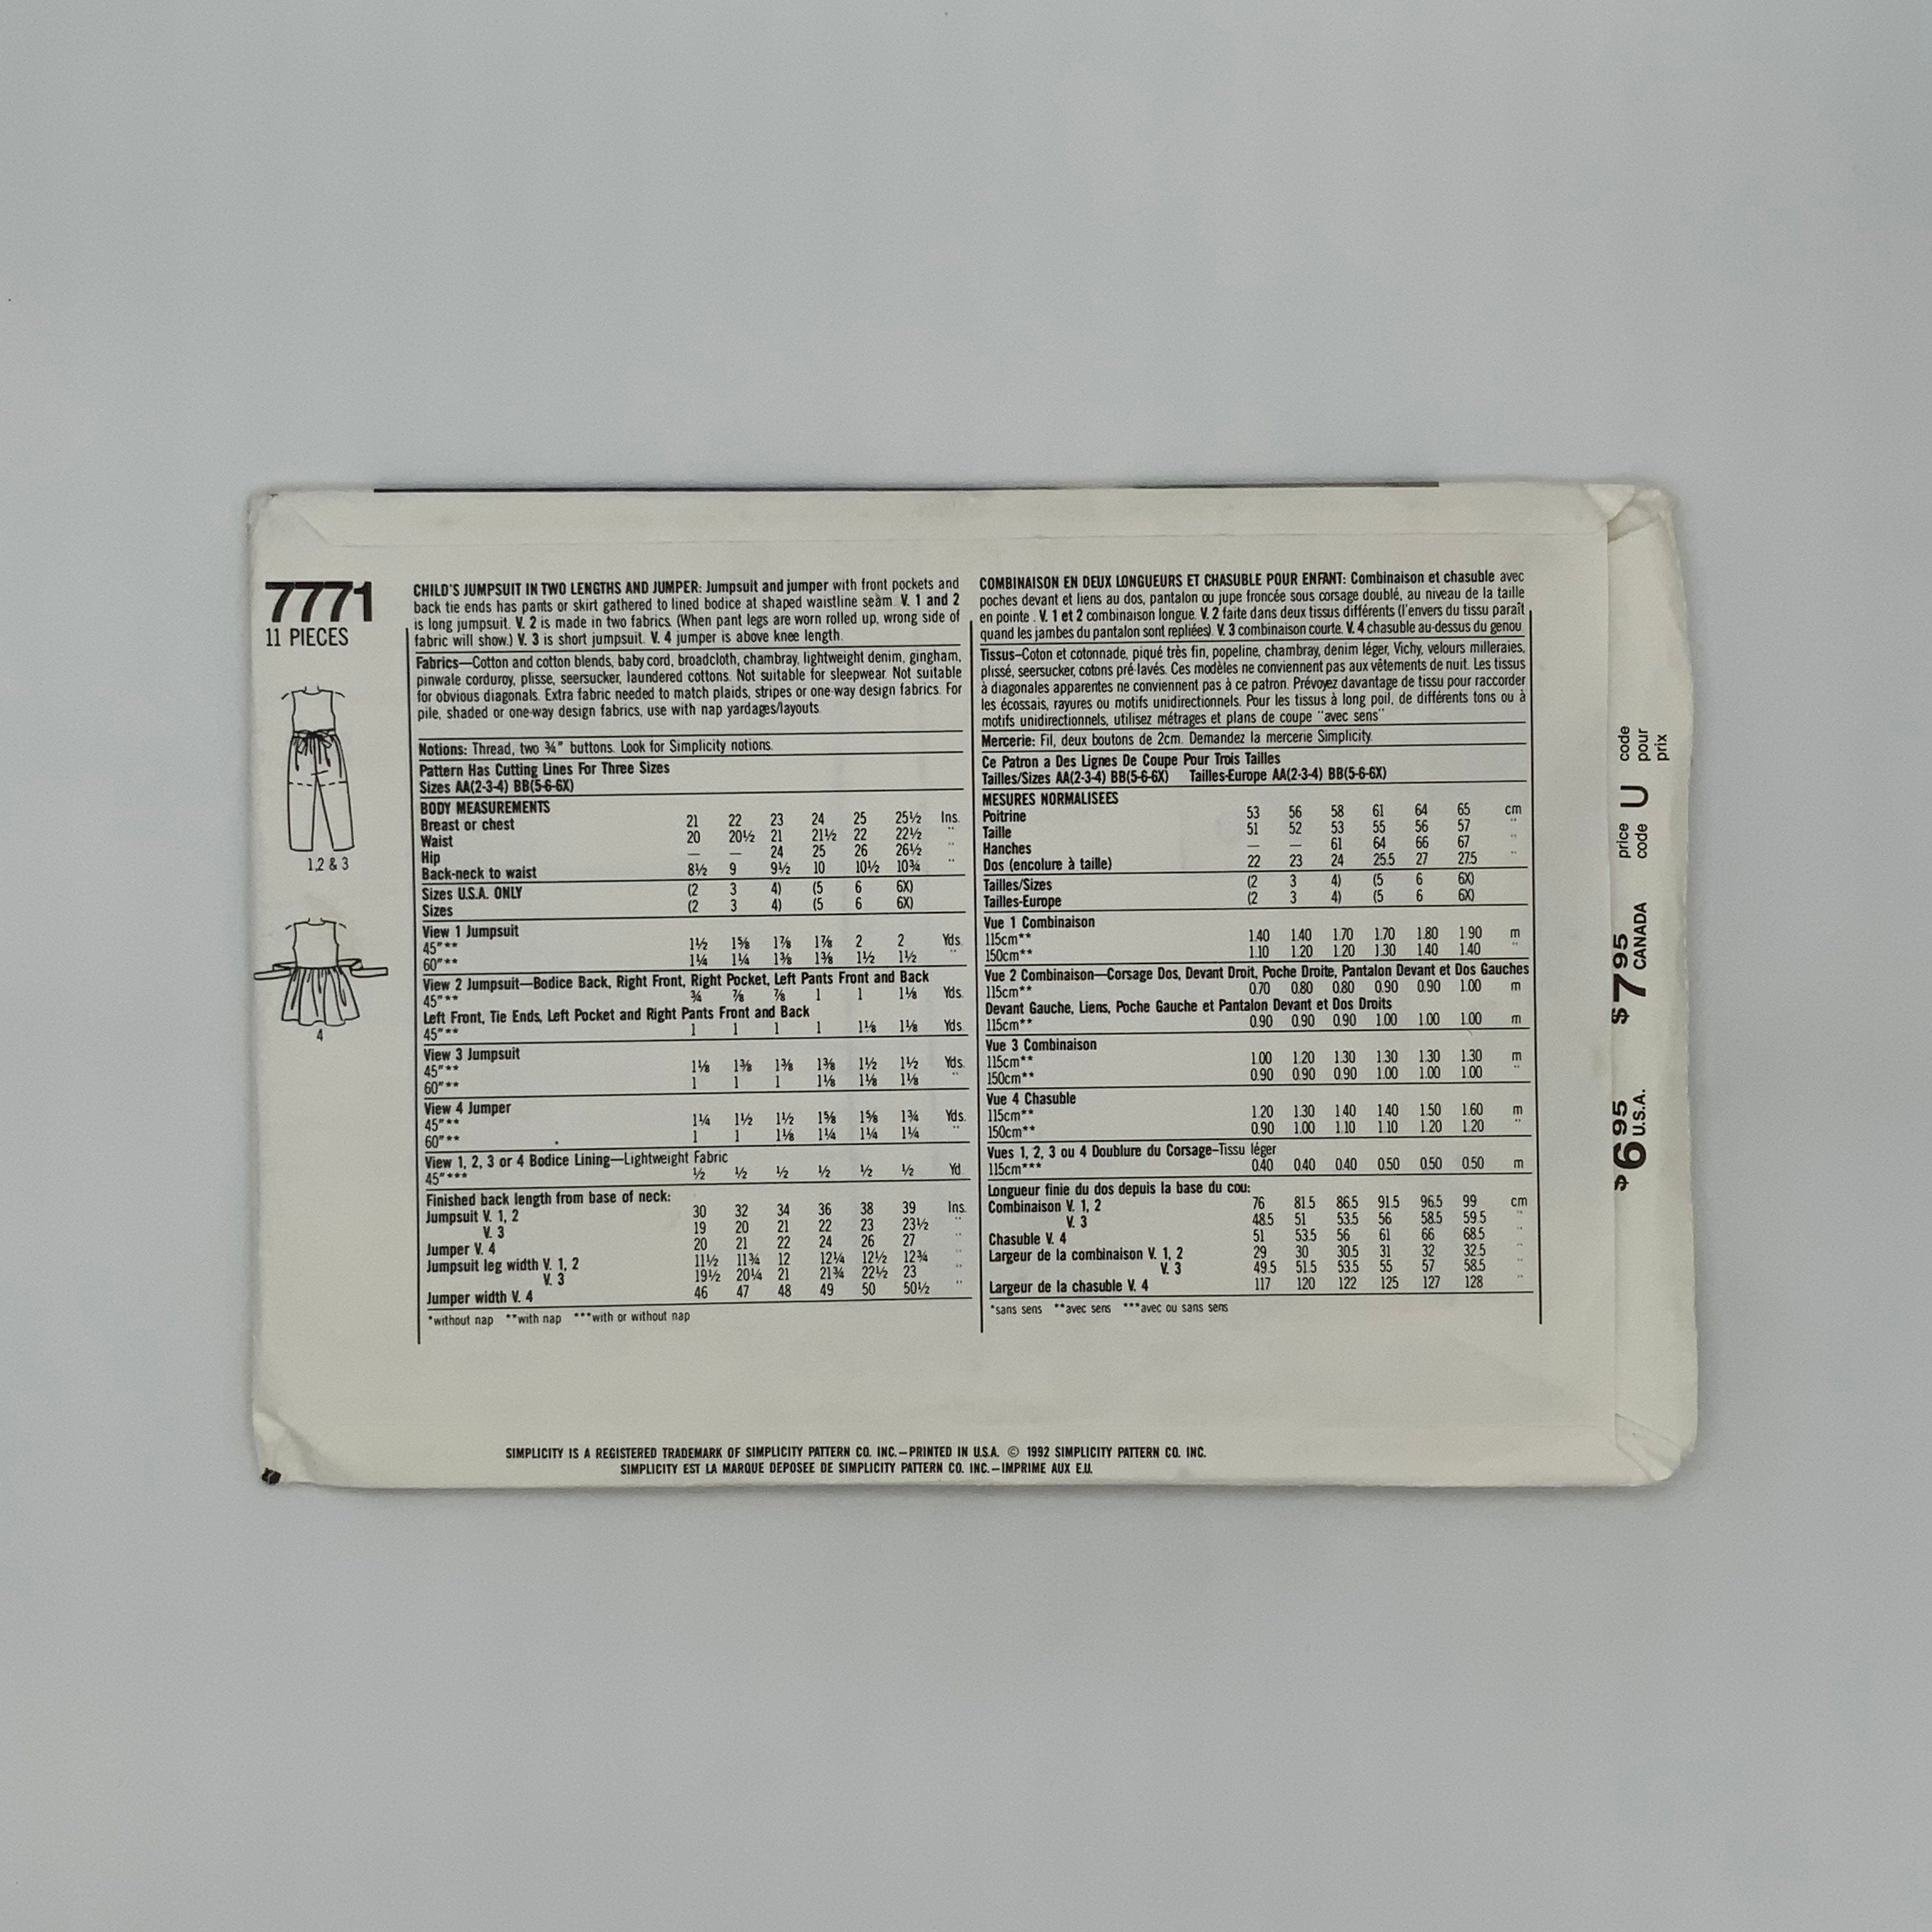 7771
11 PIECES
1,2 & 3
4
CHILD'S JUMPSUIT IN TWO LENGTHS AND JUMPER: Jumpsuit and jumper with front pockets and
back tie ends has pants or skirt gathered to lined bodice at shaped waistline seam. V. 1 and 2
is long jumpsuit. V. 2 is made in two fabrics. (When pant legs are worn rolled up, wrong side of
fabric will show.) V. 3 is short jumpsuit. V. 4 jumper is above knee length.
Fabrics—Cotton and cotton blends, baby cord, broadcloth, chambray, lightweight denim, gingham,
pinwale corduroy, plisse, seersucker, laundered cottons. Not suitable for sleepwear. Not suitable
for obvious diagonals. Extra fabric needed to match plaids, stripes or one-way design fabrics. For
pile, shaded or one-way design fabrics, use with nap yardages/layouts.
Notions: Thread, two ¾" buttons. Look for Simplicity notions.
Pattern Has Cutting Lines For Three Sizes
Sizes AA(2-3-4) BB(5-6-6X)
BODY MEASUREMENTS
Breast or chest 21 22 23 24 25 25½ Ins.
Waist 20 20½ 21 21½ 22 22½ "
Hip — — 24 25 26 26½ "
Back-neck to waist 8½ 9 9½ 10 10½ 10¾ "
Sizes U.S.A. ONLY (2 3 4) (5 6 6X)
Sizes (2 3 4) (5 6 6X)
View 1 Jumpsuit
45"** 1½ 1⅝ 1⅞ 1⅞ 2 2 Yds.
60"** 1¼ 1¼ 1⅜ 1⅜ 1½ 1½ "
View 2 Jumpsuit—Bodice Back, Right Front, Right Pocket, Left Pants Front and Back
45"** ¾ ⅞ ⅞ 1 1 1⅛ Yds.
Left Front, Tie Ends, Left Pocket and Right Pants Front and Back
45"** 1 1 1 1 1⅛ 1⅛ Yds.
View 3 Jumpsuit
45"** 1⅛ 1⅜ 1⅜ 1⅜ 1½ 1½ Yds.
60"** 1 1 1 1⅛ 1⅛ 1⅛ "
View 4 Jumper
45"** 1¼ 1½ 1½ 1⅝ 1⅝ 1¾ Yds.
60"** 1 1 1⅛ 1¼ 1¼ 1¼ "
View 1, 2, 3 or 4 Bodice Lining—Lightweight Fabric
45"*** ½ ½ ½ ½ ½ ½ Yd.
Finished back length from base of neck:
Jumpsuit V. 1, 2 30 32 34 36 38 39 Ins.
V. 3 19 20 21 22 23 23½ "
Jumper V. 4 20 21 22 24 26 27 "
Jumpsuit leg width V. 1, 2 11½ 11¾ 12 12¼ 12½ 12¾ "
V. 3 19½ 20¼ 21 21¾ 22½ 23 "
Jumper width V. 4 46 47 48 49 50 50½ "
*without nap **with nap ***with or without nap
COMBINAISON EN DEUX LONGUEURS ET CHASUBLE POUR ENFANT: Combinaison et chasuble avec
poches devant et liens au dos, pantalon ou jupe froncée sous corsage doublé, au niveau de la taille
en pointe . V. 1 et 2 combinaison longue. V. 2 faite dans deux tissus différents (l'envers du tissu paraît
quand les jambes du pantalon sont repliées). V. 3 combinaison courte. V. 4 chasuble au-dessus du genou.
Tissus—Coton et cotonnade, piqué très fin, popeline, chambray, denim léger, Vichy, velours milleraies,
plissé, seersucker, cotons pré-lavés. Ces modèles ne conviennent pas aux vêtements de nuit. Les tissus
à diagonales apparentes ne conviennent pas à ce patron. Prévoyez davantage de tissu pour raccorder
les écossais, rayures ou motifs unidirectionnels. Pour les tissus à long poil, de différents tons ou à
motifs unidirectionnels, utilisez métrages et plans de coupe "avec sens"
Mercerie: Fil, deux boutons de 2cm. Demandez la mercerie Simplicity.
Ce Patron a Des Lignes De Coupe Pour Trois Tailles
Tailles/Sizes AA(2-3-4) BB(5-6-6X) Tailles-Europe AA(2-3-4) BB(5-6-6X)
MESURES NORMALISEES
Poitrine 53 56 58 61 64 65 cm
Taille 51 52 53 55 56 57 "
Hanches — — 61 64 66 67 "
Dos (encolure à taille) 22 23 24 25.5 27 27.5 "
Tailles/Sizes (2 3 4) (5 6 6X)
Tailles-Europe (2 3 4) (5 6 6X)
Vue 1 Combinaison
115cm** 1.40 1.40 1.70 1.70 1.80 1.90 m
150cm** 1.10 1.20 1.20 1.30 1.40 1.40 "
Vue 2 Combinaison—Corsage Dos, Devant Droit, Poche Droite, Pantalon Devant et Dos Gauches
115cm** 0.70 0.80 0.80 0.90 0.90 1.00 m
Devant Gauche, Liens, Poche Gauche et Pantalon Devant et Dos Droits
115cm** 0.90 0.90 0.90 1.00 1.00 1.00 m
Vue 3 Combinaison
115cm** 1.00 1.20 1.30 1.30 1.30 1.30 m
150cm** 0.90 0.90 0.90 1.00 1.00 1.00 "
Vue 4 Chasuble
115cm** 1.20 1.30 1.40 1.40 1.50 1.60 m
150cm** 0.90 1.00 1.10 1.10 1.20 1.20 "
Vues 1, 2, 3 ou 4 Doublure du Corsage-Tissu léger
115cm*** 0.40 0.40 0.40 0.50 0.50 0.50 m
Longueur finie du dos depuis la base du cou:
Combinaison V. 1, 2 76 81.5 86.5 91.5 96.5 99 cm
V. 3 48.5 51 53.5 56 58.5 59.5 "
Chasuble V. 4 51 53.5 56 61 66 68.5 "
Largeur de la combinaison V. 1, 2 29 30 30.5 31 32 32.5 "
V. 3 49.5 51.5 53.5 55 57 58.5 "
Largeur de la chasuble V. 4 117 120 122 125 127 128 "
*sans sens **avec sens ***avec ou sans sens
SIMPLICITY IS A REGISTERED TRADEMARK OF SIMPLICITY PATTERN CO. INC.—PRINTED IN U.S.A. © 1992 SIMPLICITY PATTERN CO. INC.
SIMPLICITY EST LA MARQUE DEPOSEE DE SIMPLICITY PATTERN CO. INC.—IMPRIME AUX E.U.
$6.95 U.S.A.
$7.95 CANADA
price code U code pour prix